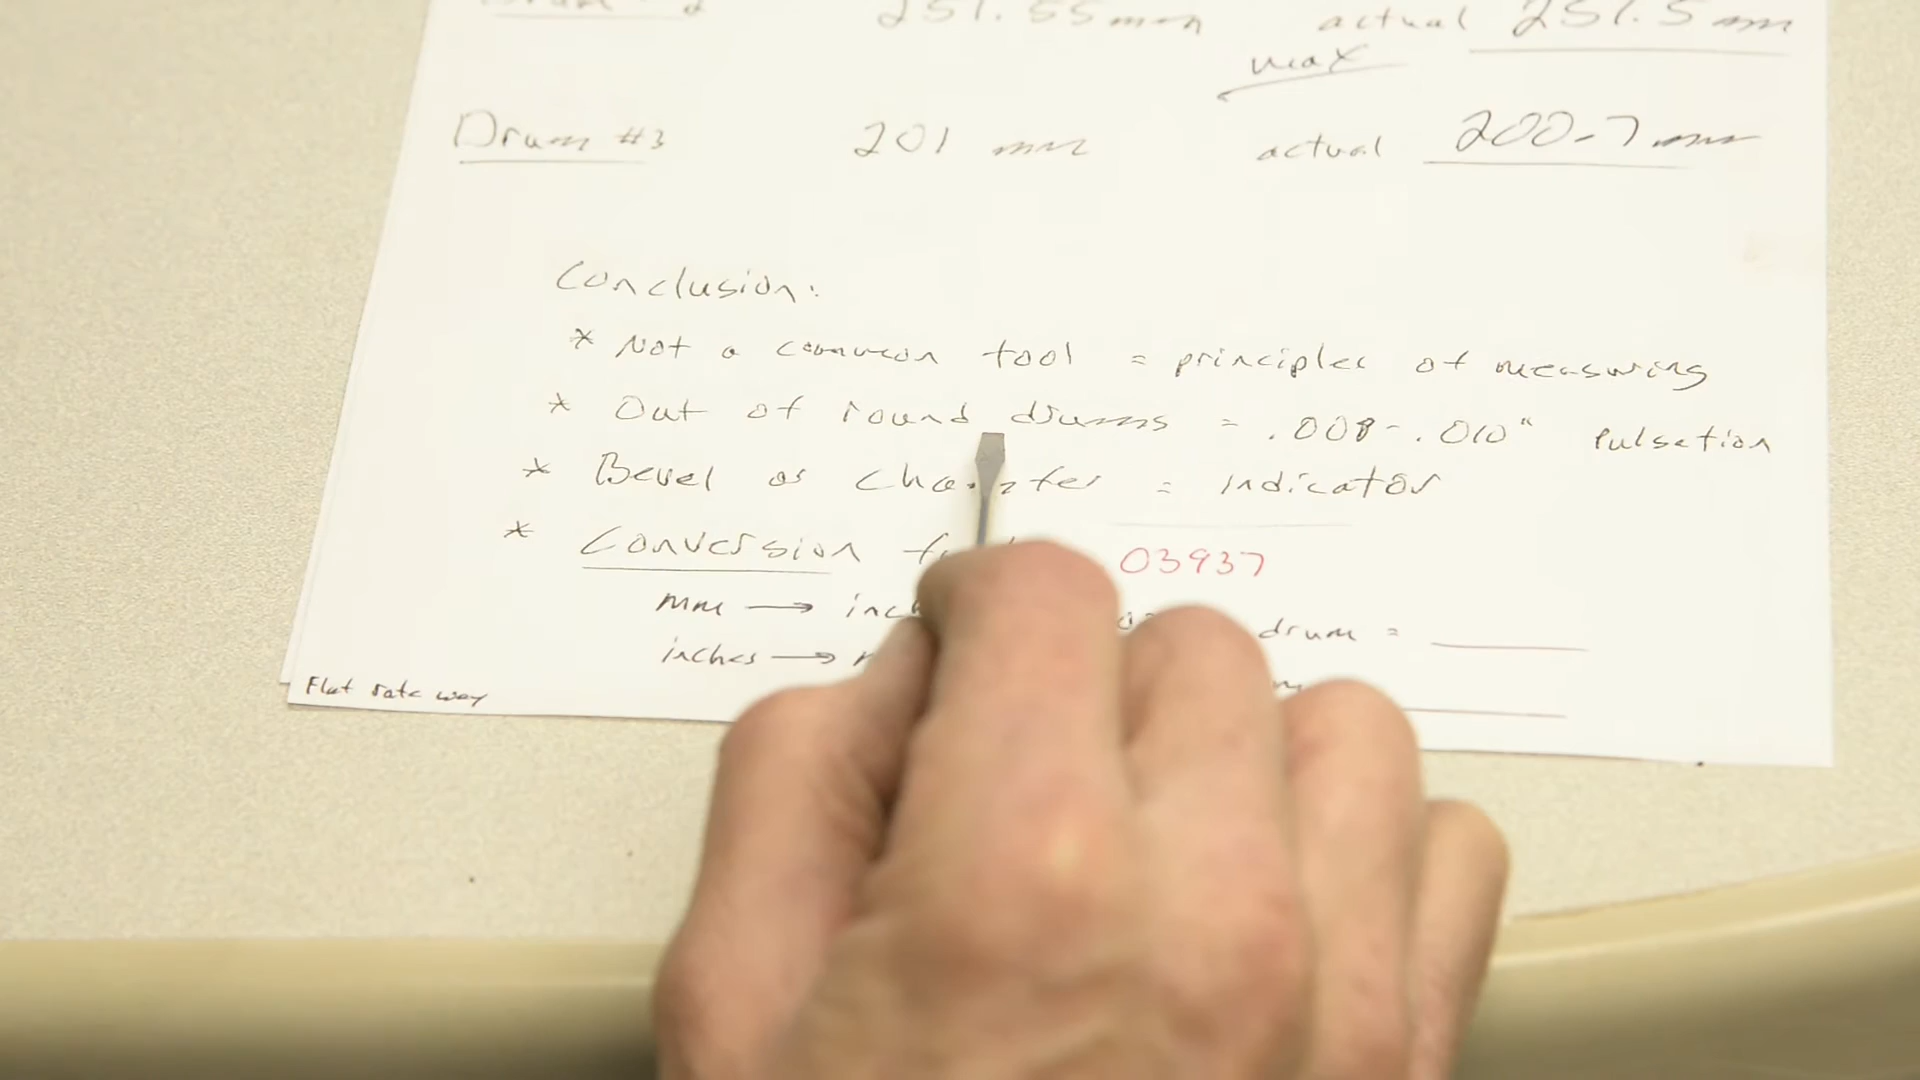 251.55mm actual 251.5mm
max
Drum #3 201 mm actual 200.7mm
Conclusion:
* Not a common tool = principles of measuring
* Out of round drums = .008-.010" Pulsation
* Bevel or = indicator
* Conversion 03937
mm → drum =
inches →
Flat rate way